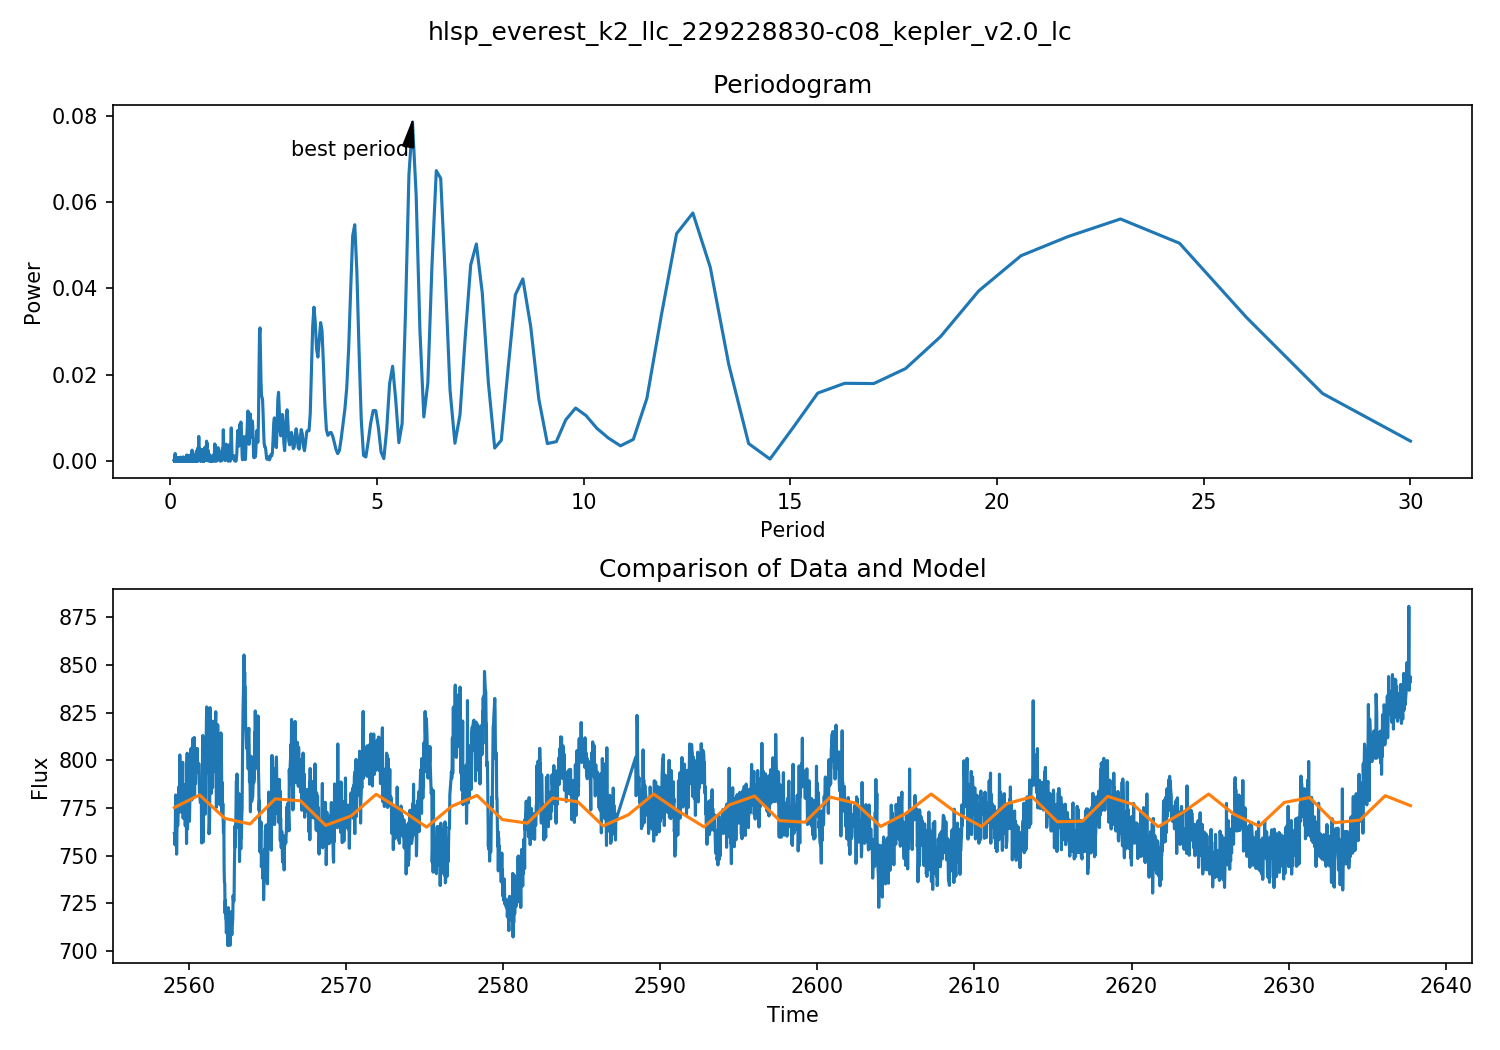 hlsp_everest_k2_llc_229228830-c08_kepler_v2.0_lc
Periodogram
0.08
0.06
0.04
0.02
0.00
Power
best period
0 5 10 15 20 25 30
Period
Comparison of Data and Model
875
850
825
800
775
750
725
700
Flux
2560 2570 2580 2590 2600 2610 2620 2630 2640
Time